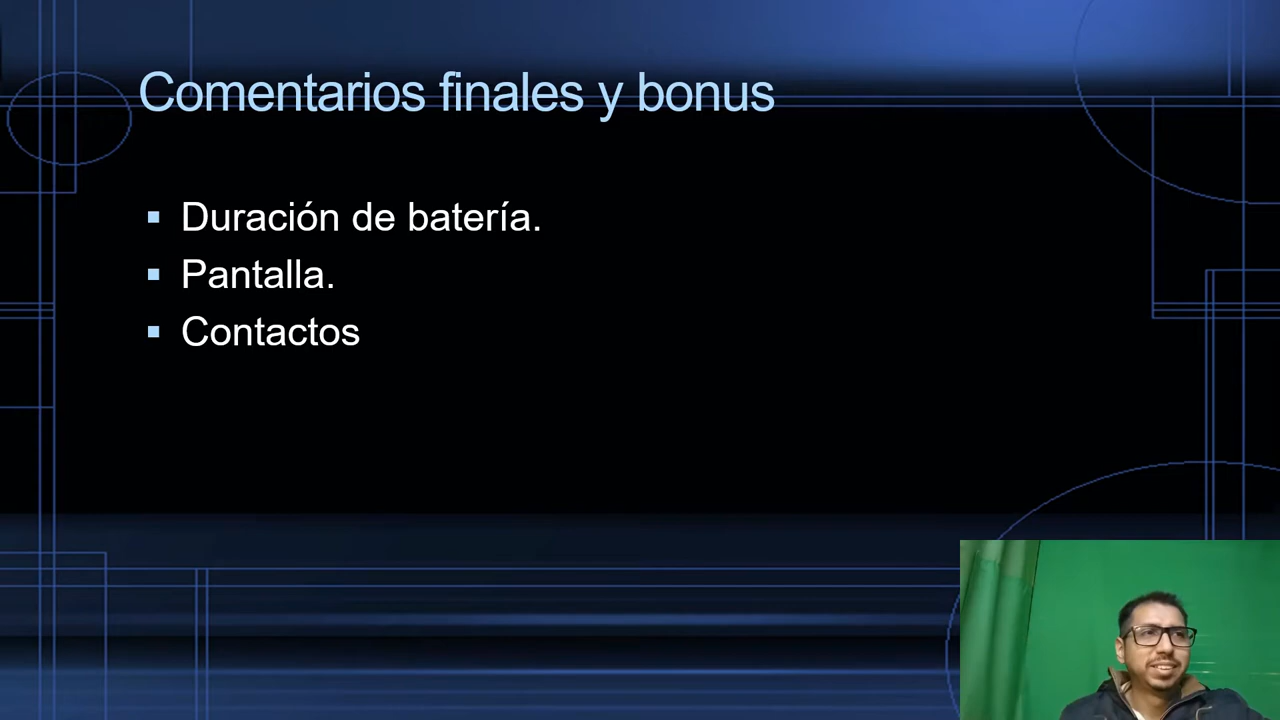 Comentarios finales y bonus
Duración de batería.
Pantalla.
Contactos